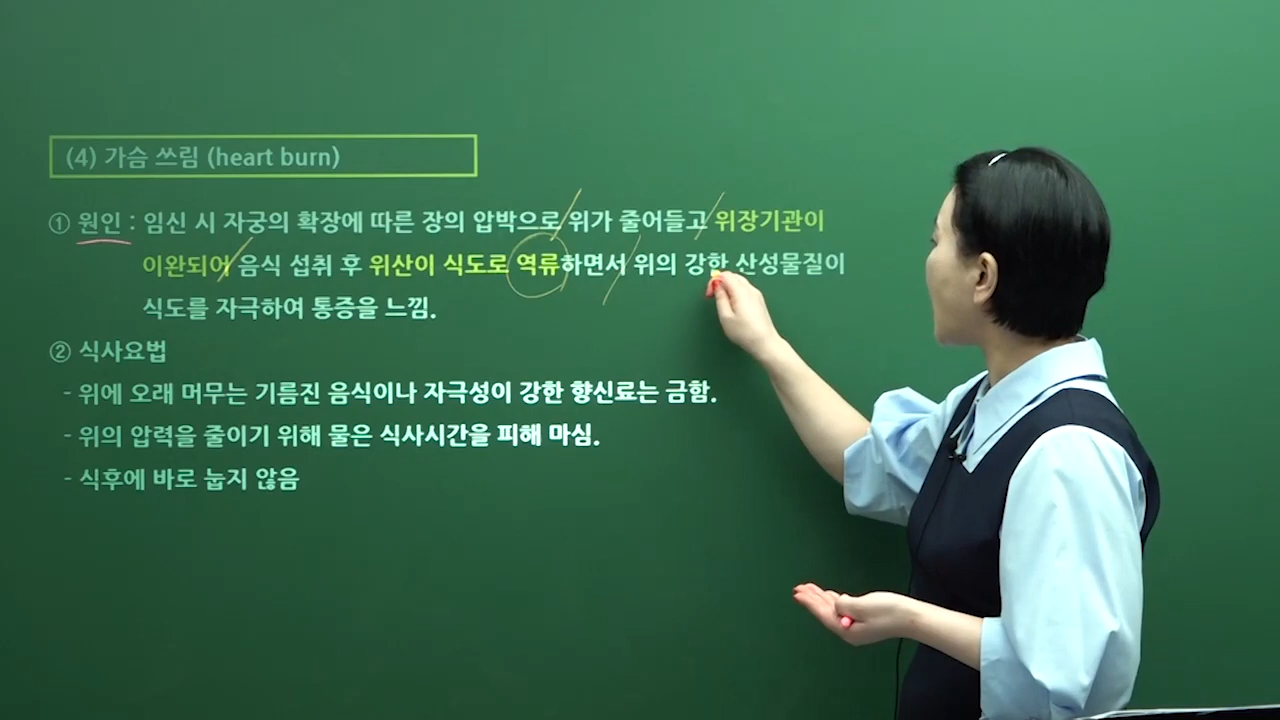 (4) 가슴 쓰림 (heart burn)
① 원인 : 임신 시 자궁의 확장에 따른 장의 압박으로 위가 줄어들고 위장기관이
이완되어 음식 섭취 후 위산이 식도로 역류하면서 위의 강한 산성물질이
식도를 자극하여 통증을 느낌.
② 식사요법
- 위에 오래 머무는 기름진 음식이나 자극성이 강한 향신료는 금함.
- 위의 압력을 줄이기 위해 물은 식사시간을 피해 마심.
- 식후에 바로 눕지 않음